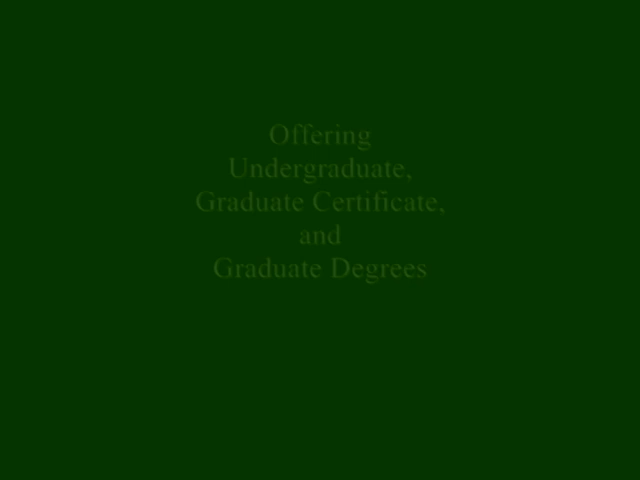 Offering
Undergraduate,
Graduate Certificate,
and
Graduate Degrees